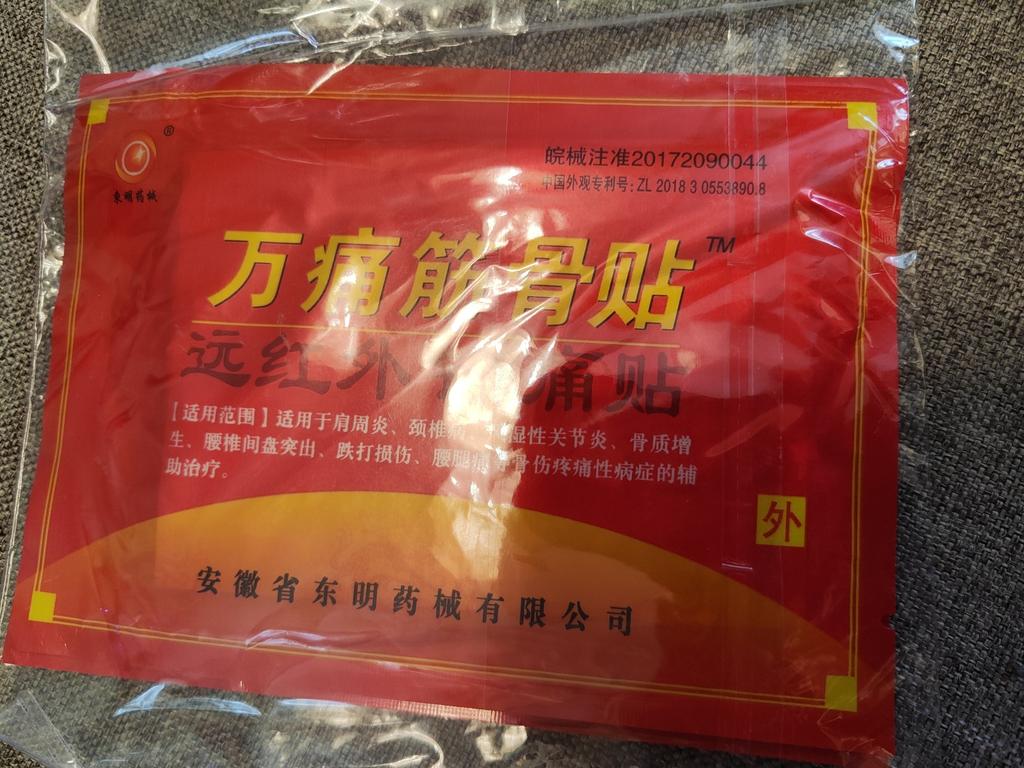 ®
东明药械
皖械注准20172090044
中国外观专利号:ZL 2018 3 0553890.8
万痛筋骨贴™
远红外 痛贴
【适用范围】适用于肩周炎、颈椎 湿性关节炎、骨质增
生、腰椎间盘突出、跌打损伤、腰腿 骨伤疼痛性病症的辅
助治疗。
外
安徽省东明药械有限公司